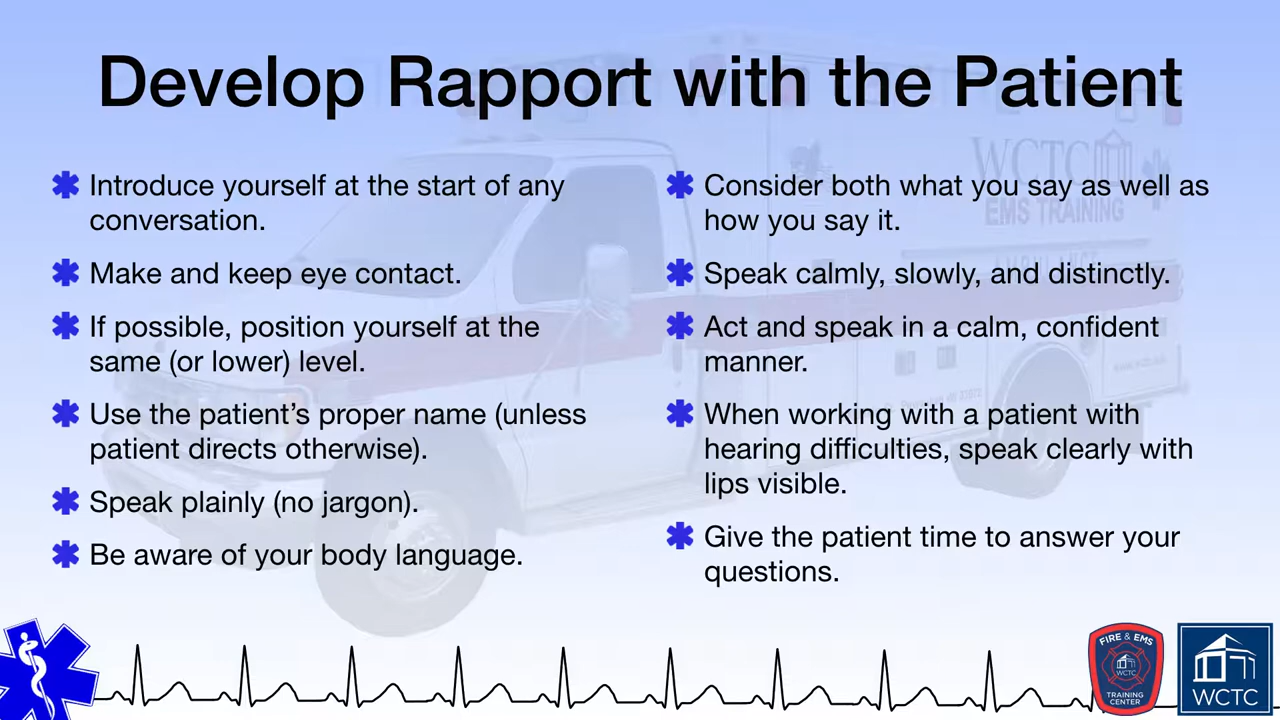 Develop Rapport with the Patient
Introduce yourself at the start of any
conversation.
Make and keep eye contact.
If possible, position yourself at the
same (or lower) level.
Use the patient’s proper name (unless
patient directs otherwise).
Speak plainly (no jargon).
Be aware of your body language.
Consider both what you say as well as
how you say it.
Speak calmly, slowly, and distinctly.
Act and speak in a calm, confident
manner.
When working with a patient with
hearing difficulties, speak clearly with
lips visible.
Give the patient time to answer your
questions.
WCTC
EMS TRAINING
AMBULANCE
FIRE & EMS
WCTC
TRAINING
CENTER
WCTC